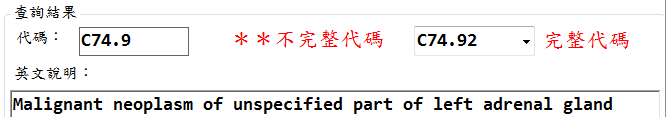 查詢結果
代碼： C74.9 ＊＊不完整代碼 C74.92 完整代碼
英文說明：
Malignant neoplasm of unspecified part of left adrenal gland